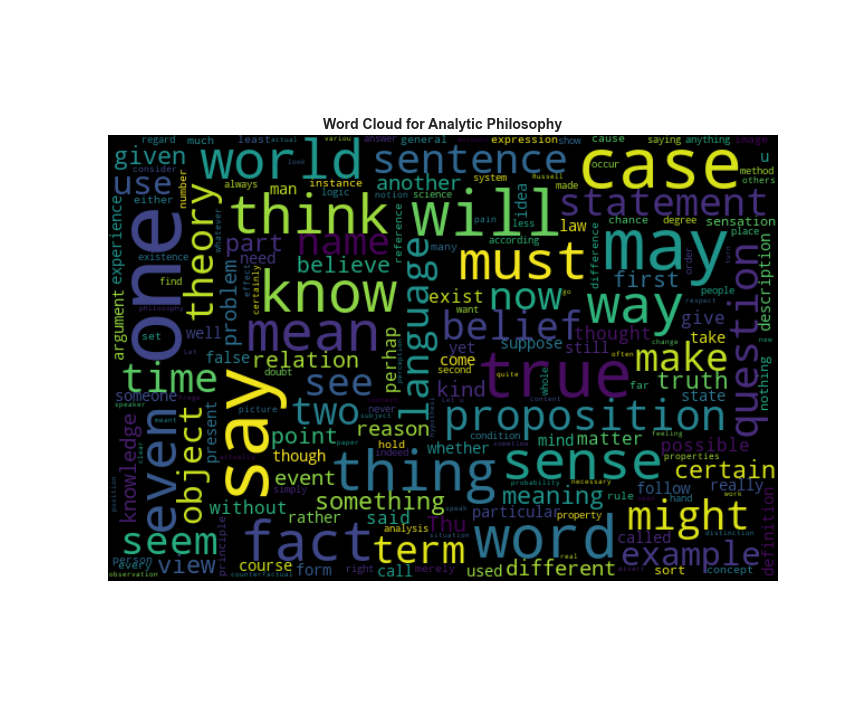 Word Cloud for Analytic Philosophy
regard much least actual variou answer general expression show cause saying anything image
given world sentence case u
consider look occur method
use always man instance another system made others
either number logic notion science idea statement
one theory think will pain less law chance degree sensation
experience whatever part name reference many according difference place
existence need believe must may order description
find problem effect certainly exist first people
philosophy know language want now go way give respect question
argument set well mean belief suppose thought change take new
Let false relation perhap yet still often make
doubt perception come second quite true far truth nothing
time someone see kind whole state
speaker say picture never two proposition content
meant even object present point reason subject hypothesi condition mind matter feeling possible
clear though hold indeed whether sense properties certain
knowledge event thing sometime probability necessary really
position simply something meaning rule follow hand work
without rather said speak particular property might
seem principle fact Thu word called distinction definition
analysis situation term real example
person every view course form right call merely used different sort assert concept
observation counterfactual